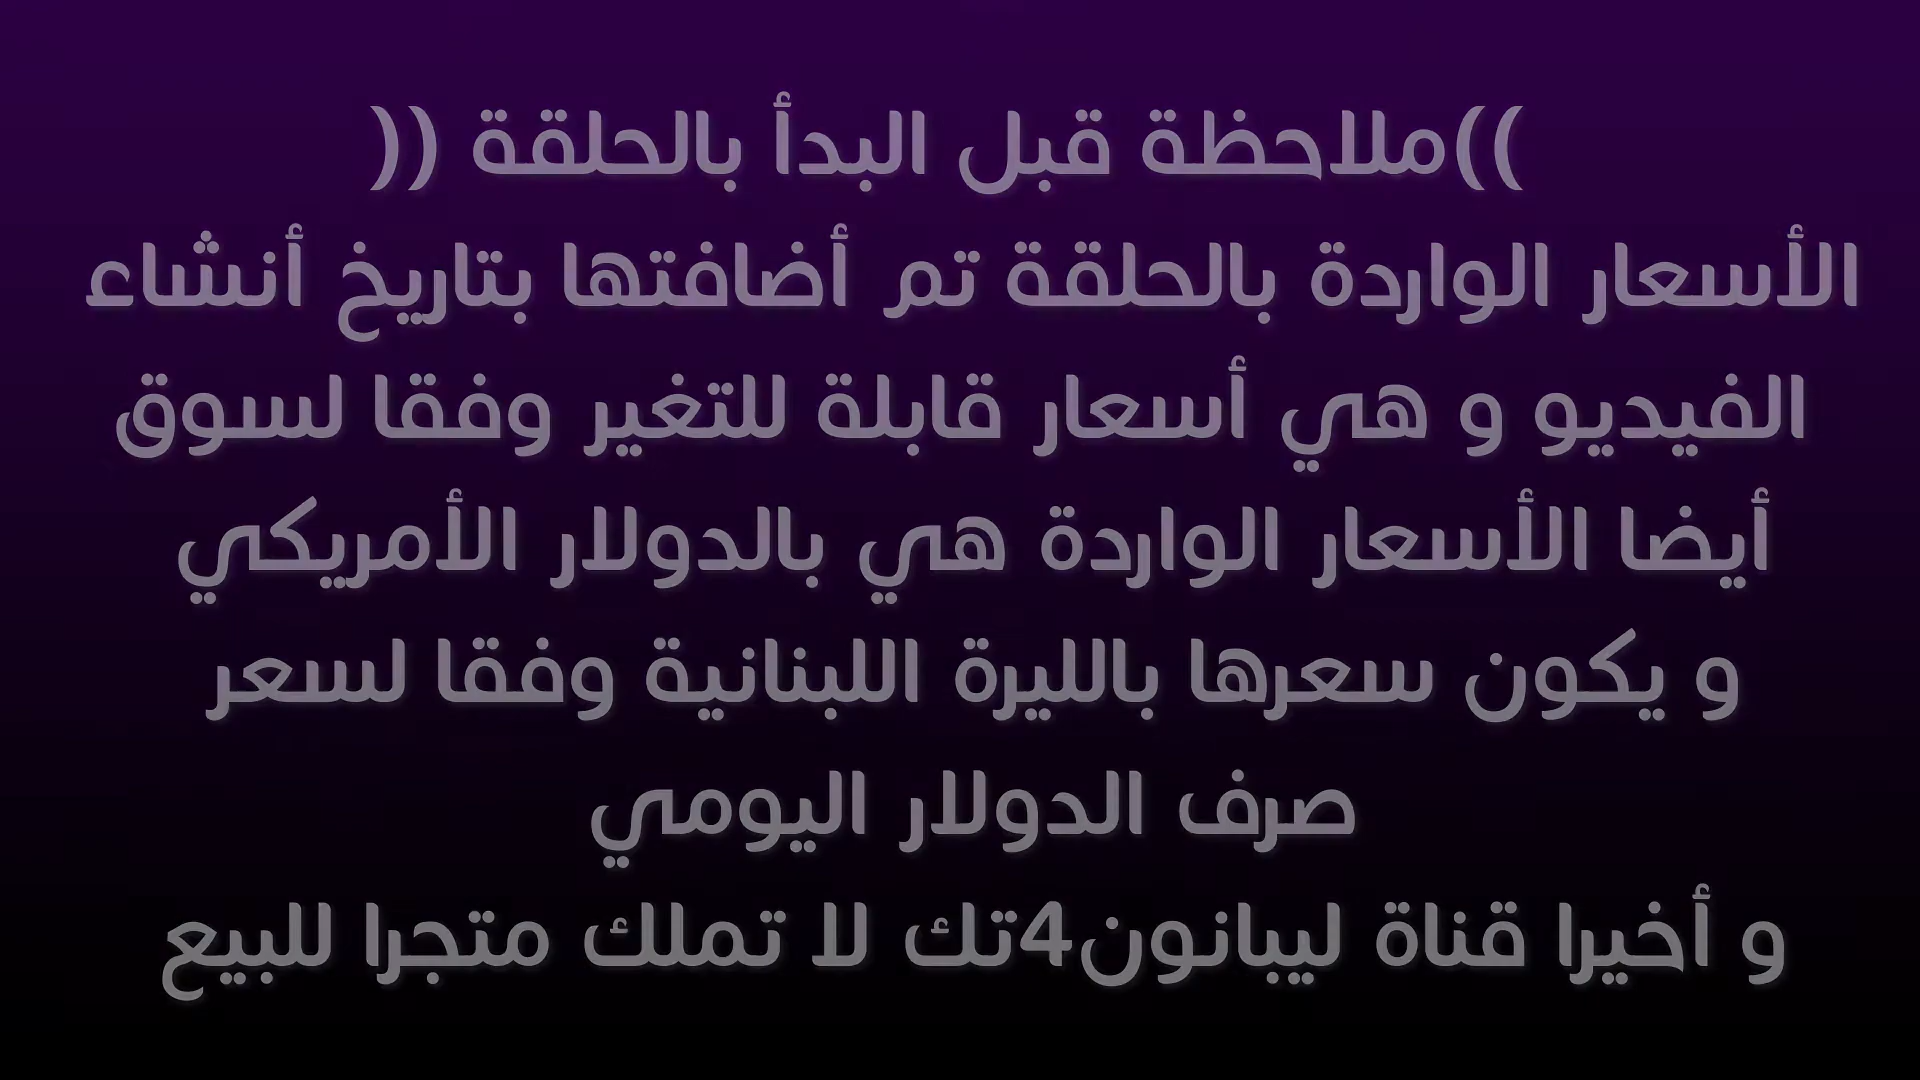 ((ملاحظة قبل البدأ بالحلقة ))
الأسعار الواردة بالحلقة تم أضافتها بتاريخ أنشاء
الفيديو و هي أسعار قابلة للتغير وفقا لسوق
أيضا الأسعار الواردة هي بالدولار الأمريكي
و يكون سعرها بالليرة اللبنانية وفقا لسعر
صرف الدولار اليومي
و أخيرا قناة ليبانون4تك لا تملك متجرا للبيع